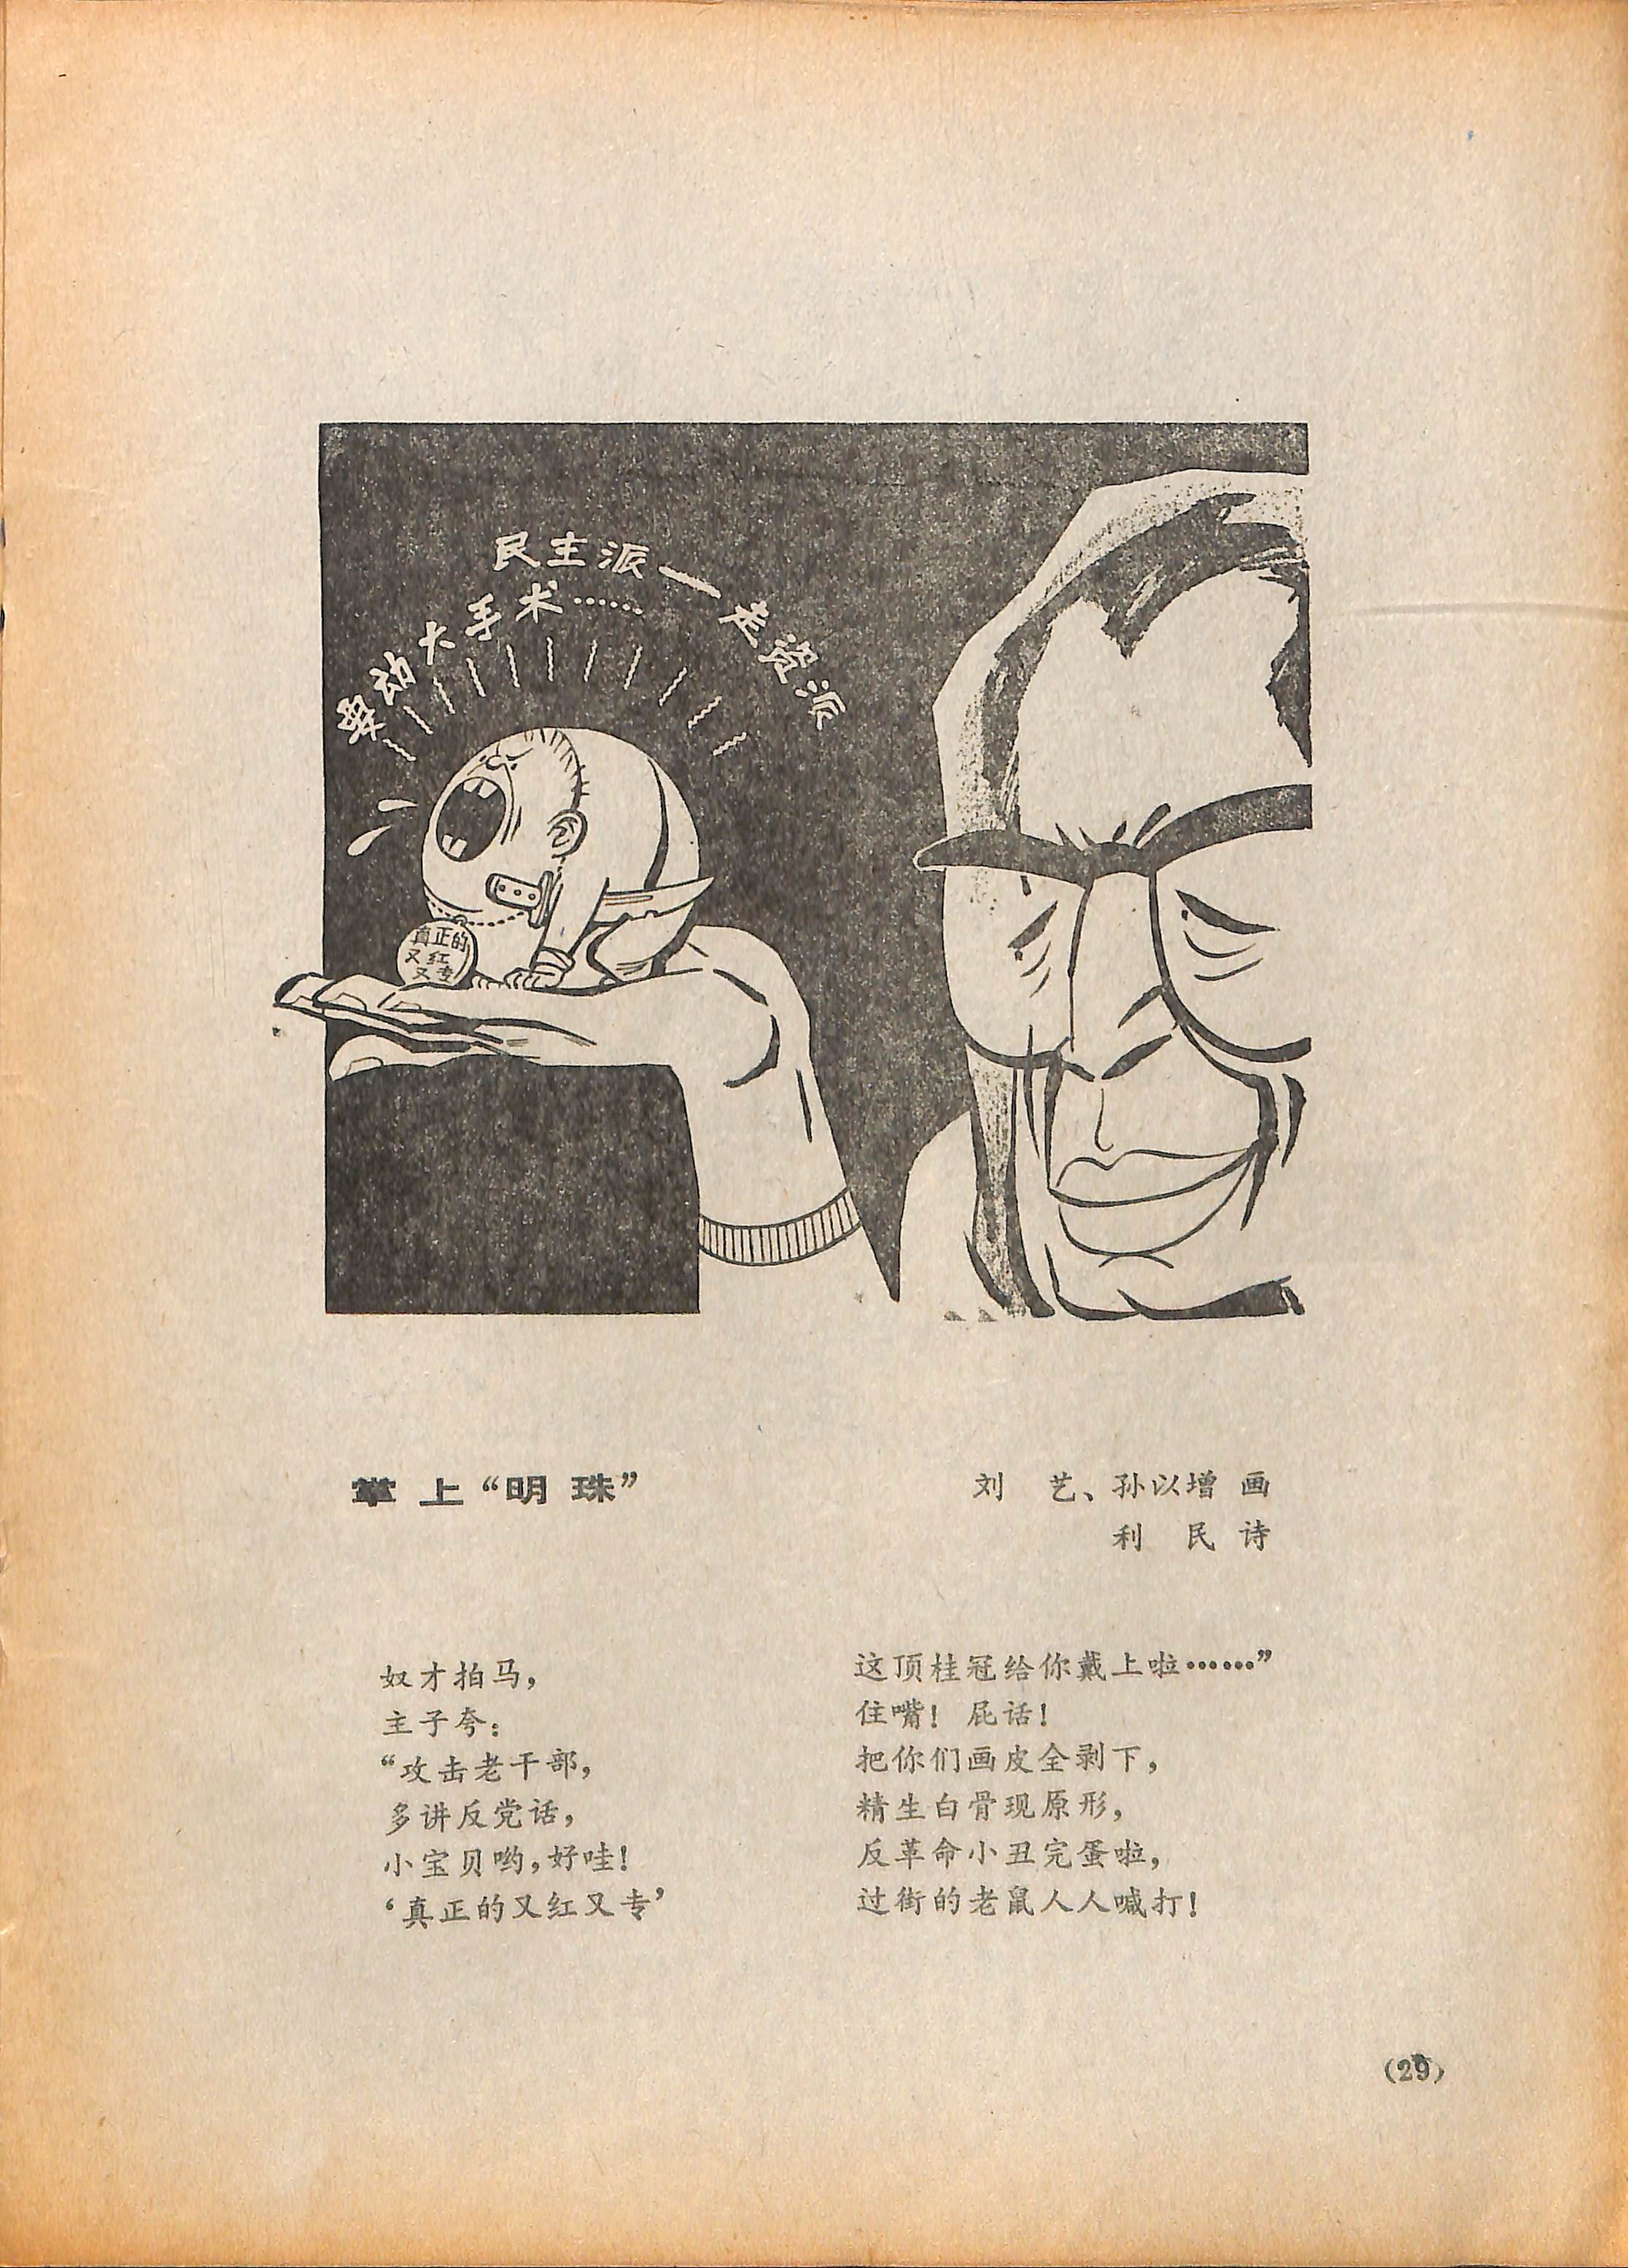 民主派—走资派
要动大手术……
真正的
又红
又专
掌上“明珠”
刘 艺、孙以增 画
利 民 诗
奴才拍马，
主子夸：
“攻击老干部，
多讲反党话，
小宝贝哟，好哇！
‘真正的又红又专’
这顶桂冠给你戴上啦……”
住嘴！屁话！
把你们画皮全剥下，
精生白骨现原形，
反革命小丑完蛋啦，
过街的老鼠人人喊打！
(29)